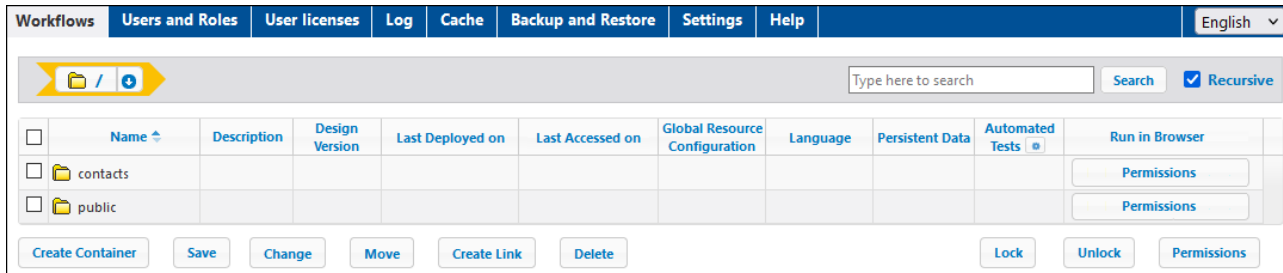 Workflows Users and Roles User licenses Log Cache Backup and Restore Settings Help English
/ Type here to search Search Recursive
Name Description Design Version Last Deployed on Last Accessed on Global Resource Configuration Language Persistent Data Automated Tests Run in Browser
contacts Permissions
public Permissions
Create Container Save Change Move Create Link Delete Lock Unlock Permissions